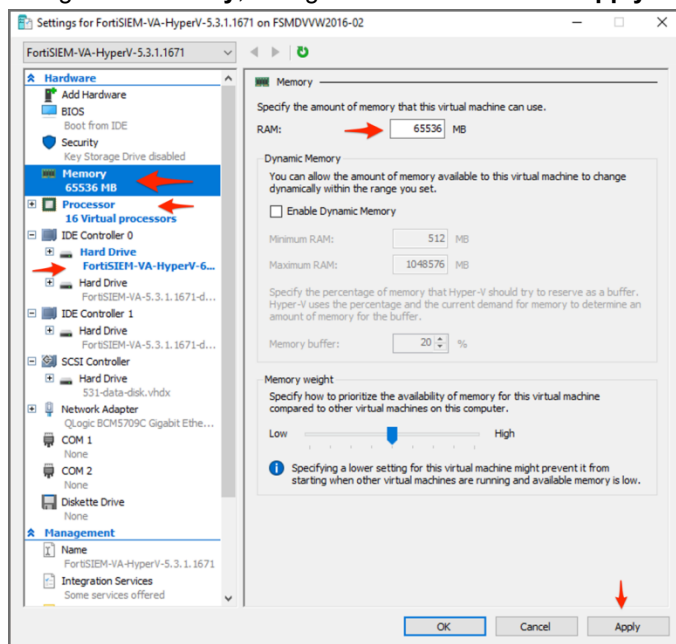 Settings for FortiSIEM-VA-HyperV-5.3.1.1671 on FSMDVVW2016-02
FortiSIEM-VA-HyperV-5.3.1.1671
Hardware
Add Hardware
BIOS
Boot from IDE
Security
Key Storage Drive disabled
Memory
65536 MB
Processor
16 Virtual processors
IDE Controller 0
Hard Drive
FortiSIEM-VA-HyperV-6...
Hard Drive
FortiSIEM-VA-5.3.1.1671-d...
IDE Controller 1
Hard Drive
FortiSIEM-VA-5.3.1.1671-d...
SCSI Controller
Hard Drive
531-data-disk.vhdx
Network Adapter
QLogic BCM5709C Gigabit Ethe...
COM 1
None
COM 2
None
Diskette Drive
None
Management
Name
FortiSIEM-VA-HyperV-5.3.1.1671
Integration Services
Some services offered
Memory
Specify the amount of memory that this virtual machine can use.
RAM: 65536 MB
Dynamic Memory
You can allow the amount of memory available to this virtual machine to change
dynamically within the range you set.
Enable Dynamic Memory
Minimum RAM: 512 MB
Maximum RAM: 1048576 MB
Specify the percentage of memory that Hyper-V should try to reserve as a buffer.
Hyper-V uses the percentage and the current demand for memory to determine an
amount of memory for the buffer.
Memory buffer: 20 %
Memory weight
Specify how to prioritize the availability of memory for this virtual machine
compared to other virtual machines on this computer.
Low High
Specifying a lower setting for this virtual machine might prevent it from
starting when other virtual machines are running and available memory is low.
OK Cancel Apply